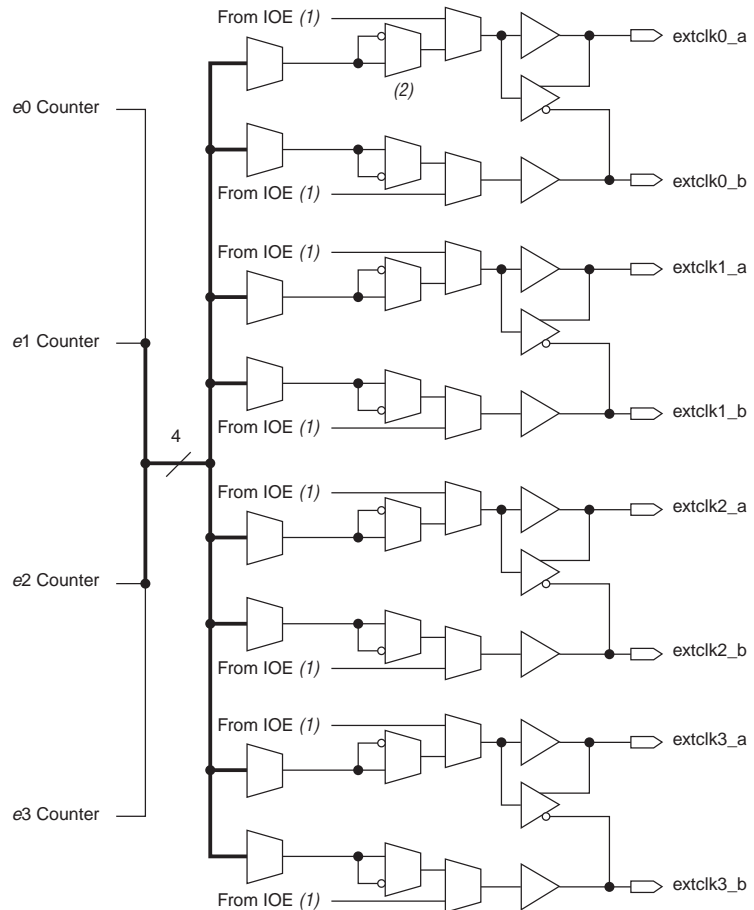 From IOE (1)
extclk0_a
(2)
e0 Counter
extclk0_b
From IOE (1)
From IOE (1)
extclk1_a
e1 Counter
extclk1_b
From IOE (1)
4
From IOE (1)
extclk2_a
e2 Counter
extclk2_b
From IOE (1)
From IOE (1)
extclk3_a
e3 Counter
extclk3_b
From IOE (1)